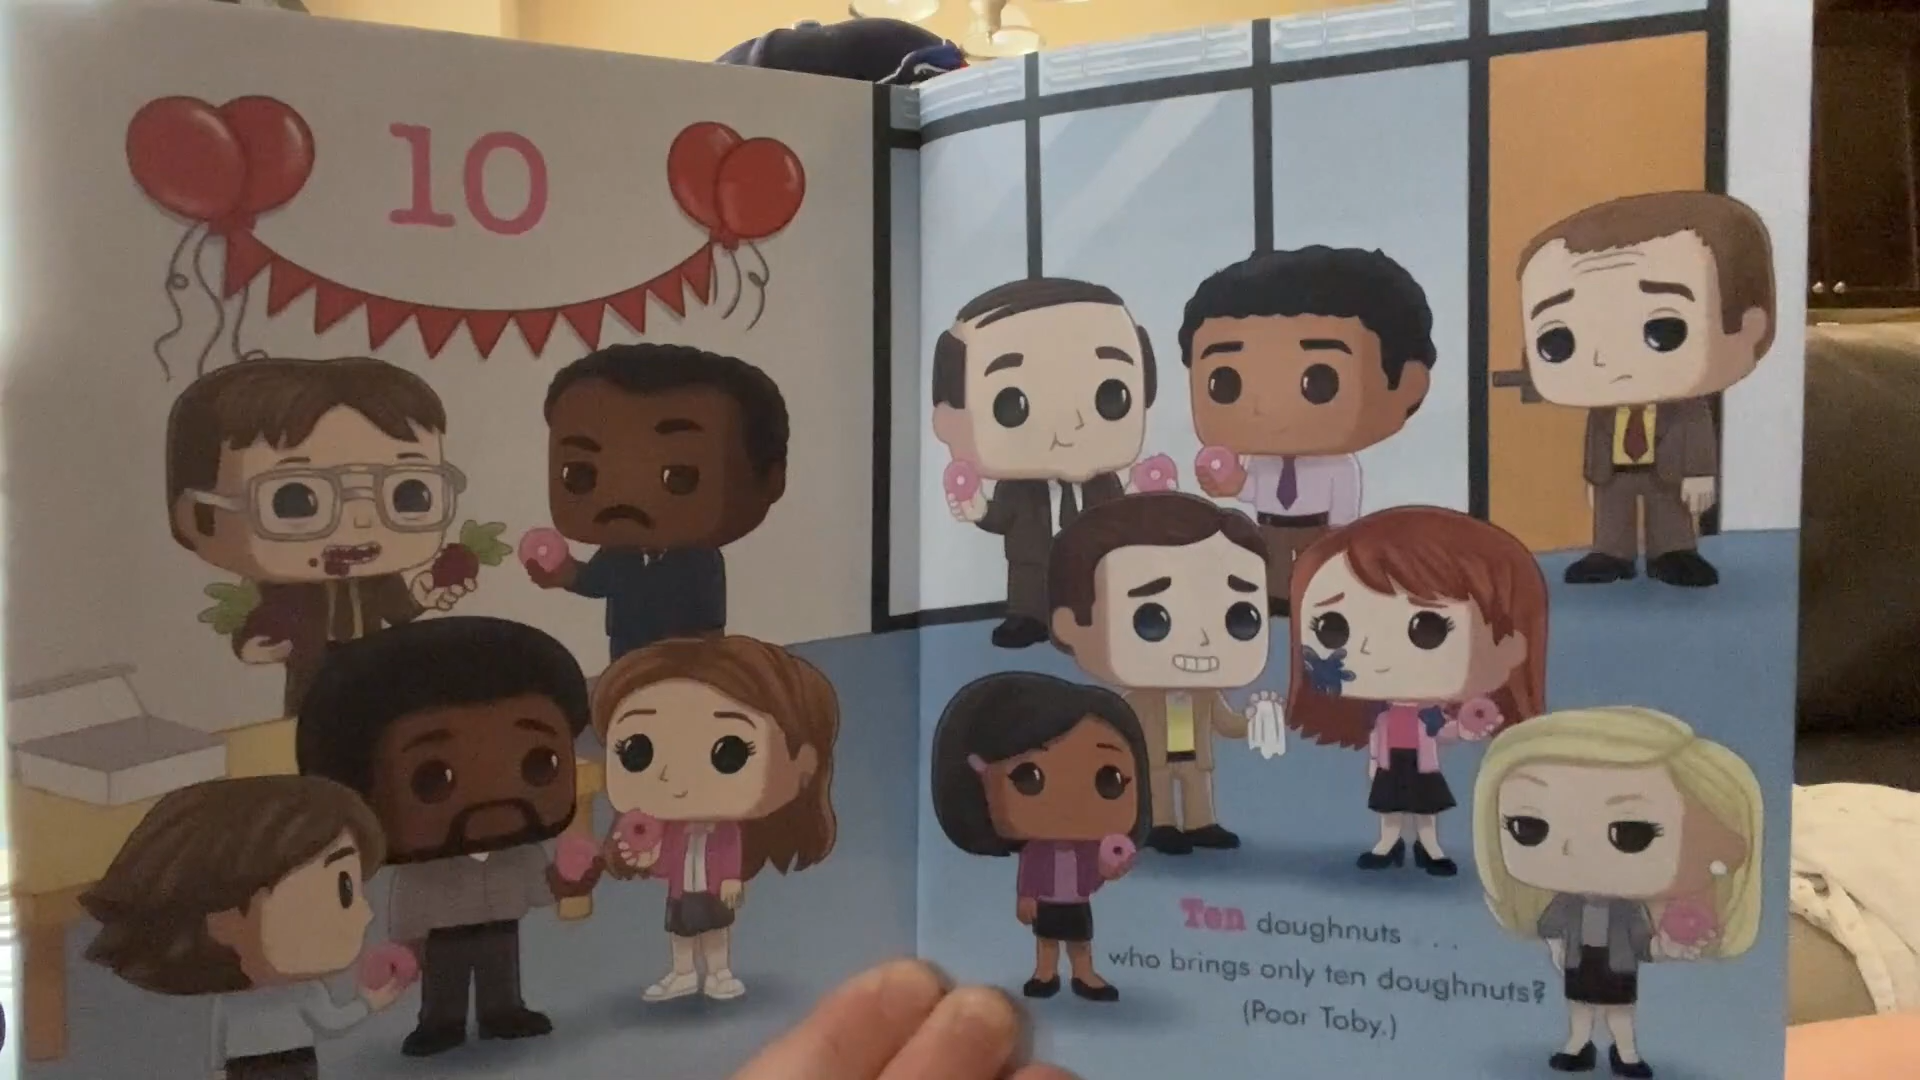 10
Ten doughnuts . . .
who brings only ten doughnuts?
(Poor Toby.)